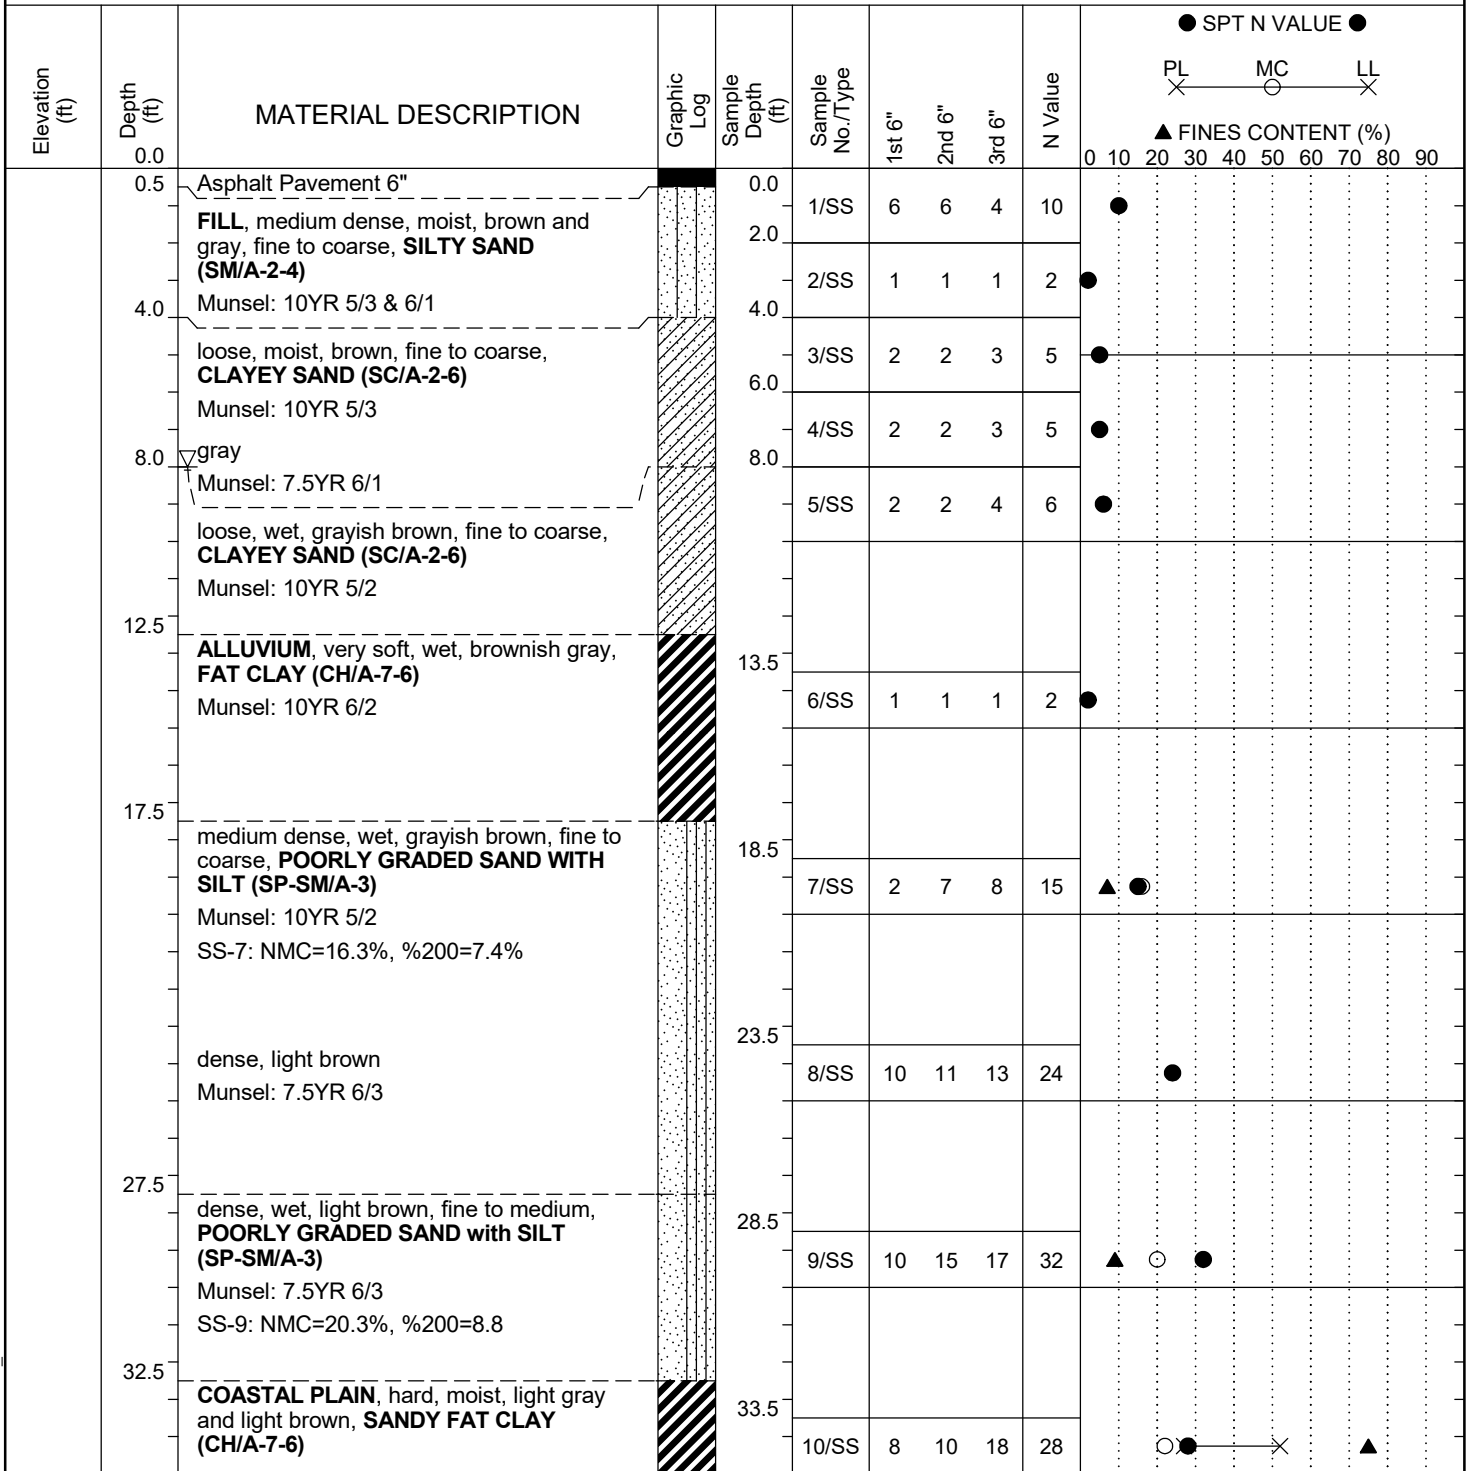 ● SPT N VALUE ●
PL MC LL
▲ FINES CONTENT (%)
0 10 20 30 40 50 60 70 80 90
Elevation (ft)
Depth (ft)
0.0
MATERIAL DESCRIPTION
Graphic Log
Sample Depth (ft)
Sample No./Type
1st 6"
2nd 6"
3rd 6"
N Value
0.5 Asphalt Pavement 6" 0.0
1/SS 6 6 4 10
FILL, medium dense, moist, brown and
gray, fine to coarse, SILTY SAND 2.0
(SM/A-2-4)
2/SS 1 1 1 2
Munsel: 10YR 5/3 & 6/1
4.0 4.0
loose, moist, brown, fine to coarse,
3/SS 2 2 3 5
CLAYEY SAND (SC/A-2-6)
6.0
Munsel: 10YR 5/3
4/SS 2 2 3 5
gray
8.0 8.0
Munsel: 7.5YR 6/1
5/SS 2 2 4 6
loose, wet, grayish brown, fine to coarse,
CLAYEY SAND (SC/A-2-6)
Munsel: 10YR 5/2
12.5
ALLUVIUM, very soft, wet, brownish gray,
13.5
FAT CLAY (CH/A-7-6)
6/SS 1 1 1 2
Munsel: 10YR 6/2
17.5
medium dense, wet, grayish brown, fine to
18.5
coarse, POORLY GRADED SAND WITH
SILT (SP-SM/A-3)
7/SS 2 7 8 15
Munsel: 10YR 5/2
SS-7: NMC=16.3%, %200=7.4%
23.5
dense, light brown
8/SS 10 11 13 24
Munsel: 7.5YR 6/3
27.5
dense, wet, light brown, fine to medium,
28.5
POORLY GRADED SAND with SILT
(SP-SM/A-3)
9/SS 10 15 17 32
Munsel: 7.5YR 6/3
SS-9: NMC=20.3%, %200=8.8
32.5
COASTAL PLAIN, hard, moist, light gray
33.5
and light brown, SANDY FAT CLAY
(CH/A-7-6)
10/SS 8 10 18 28